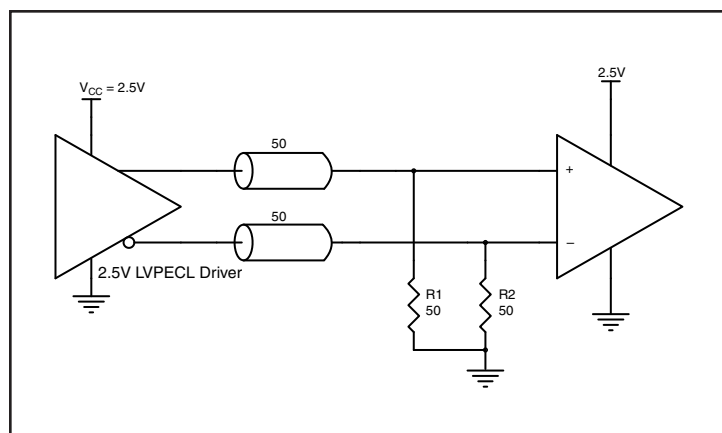 V_CC = 2.5V
2.5V
50
+
50
−
2.5V LVPECL Driver
R1
50
R2
50